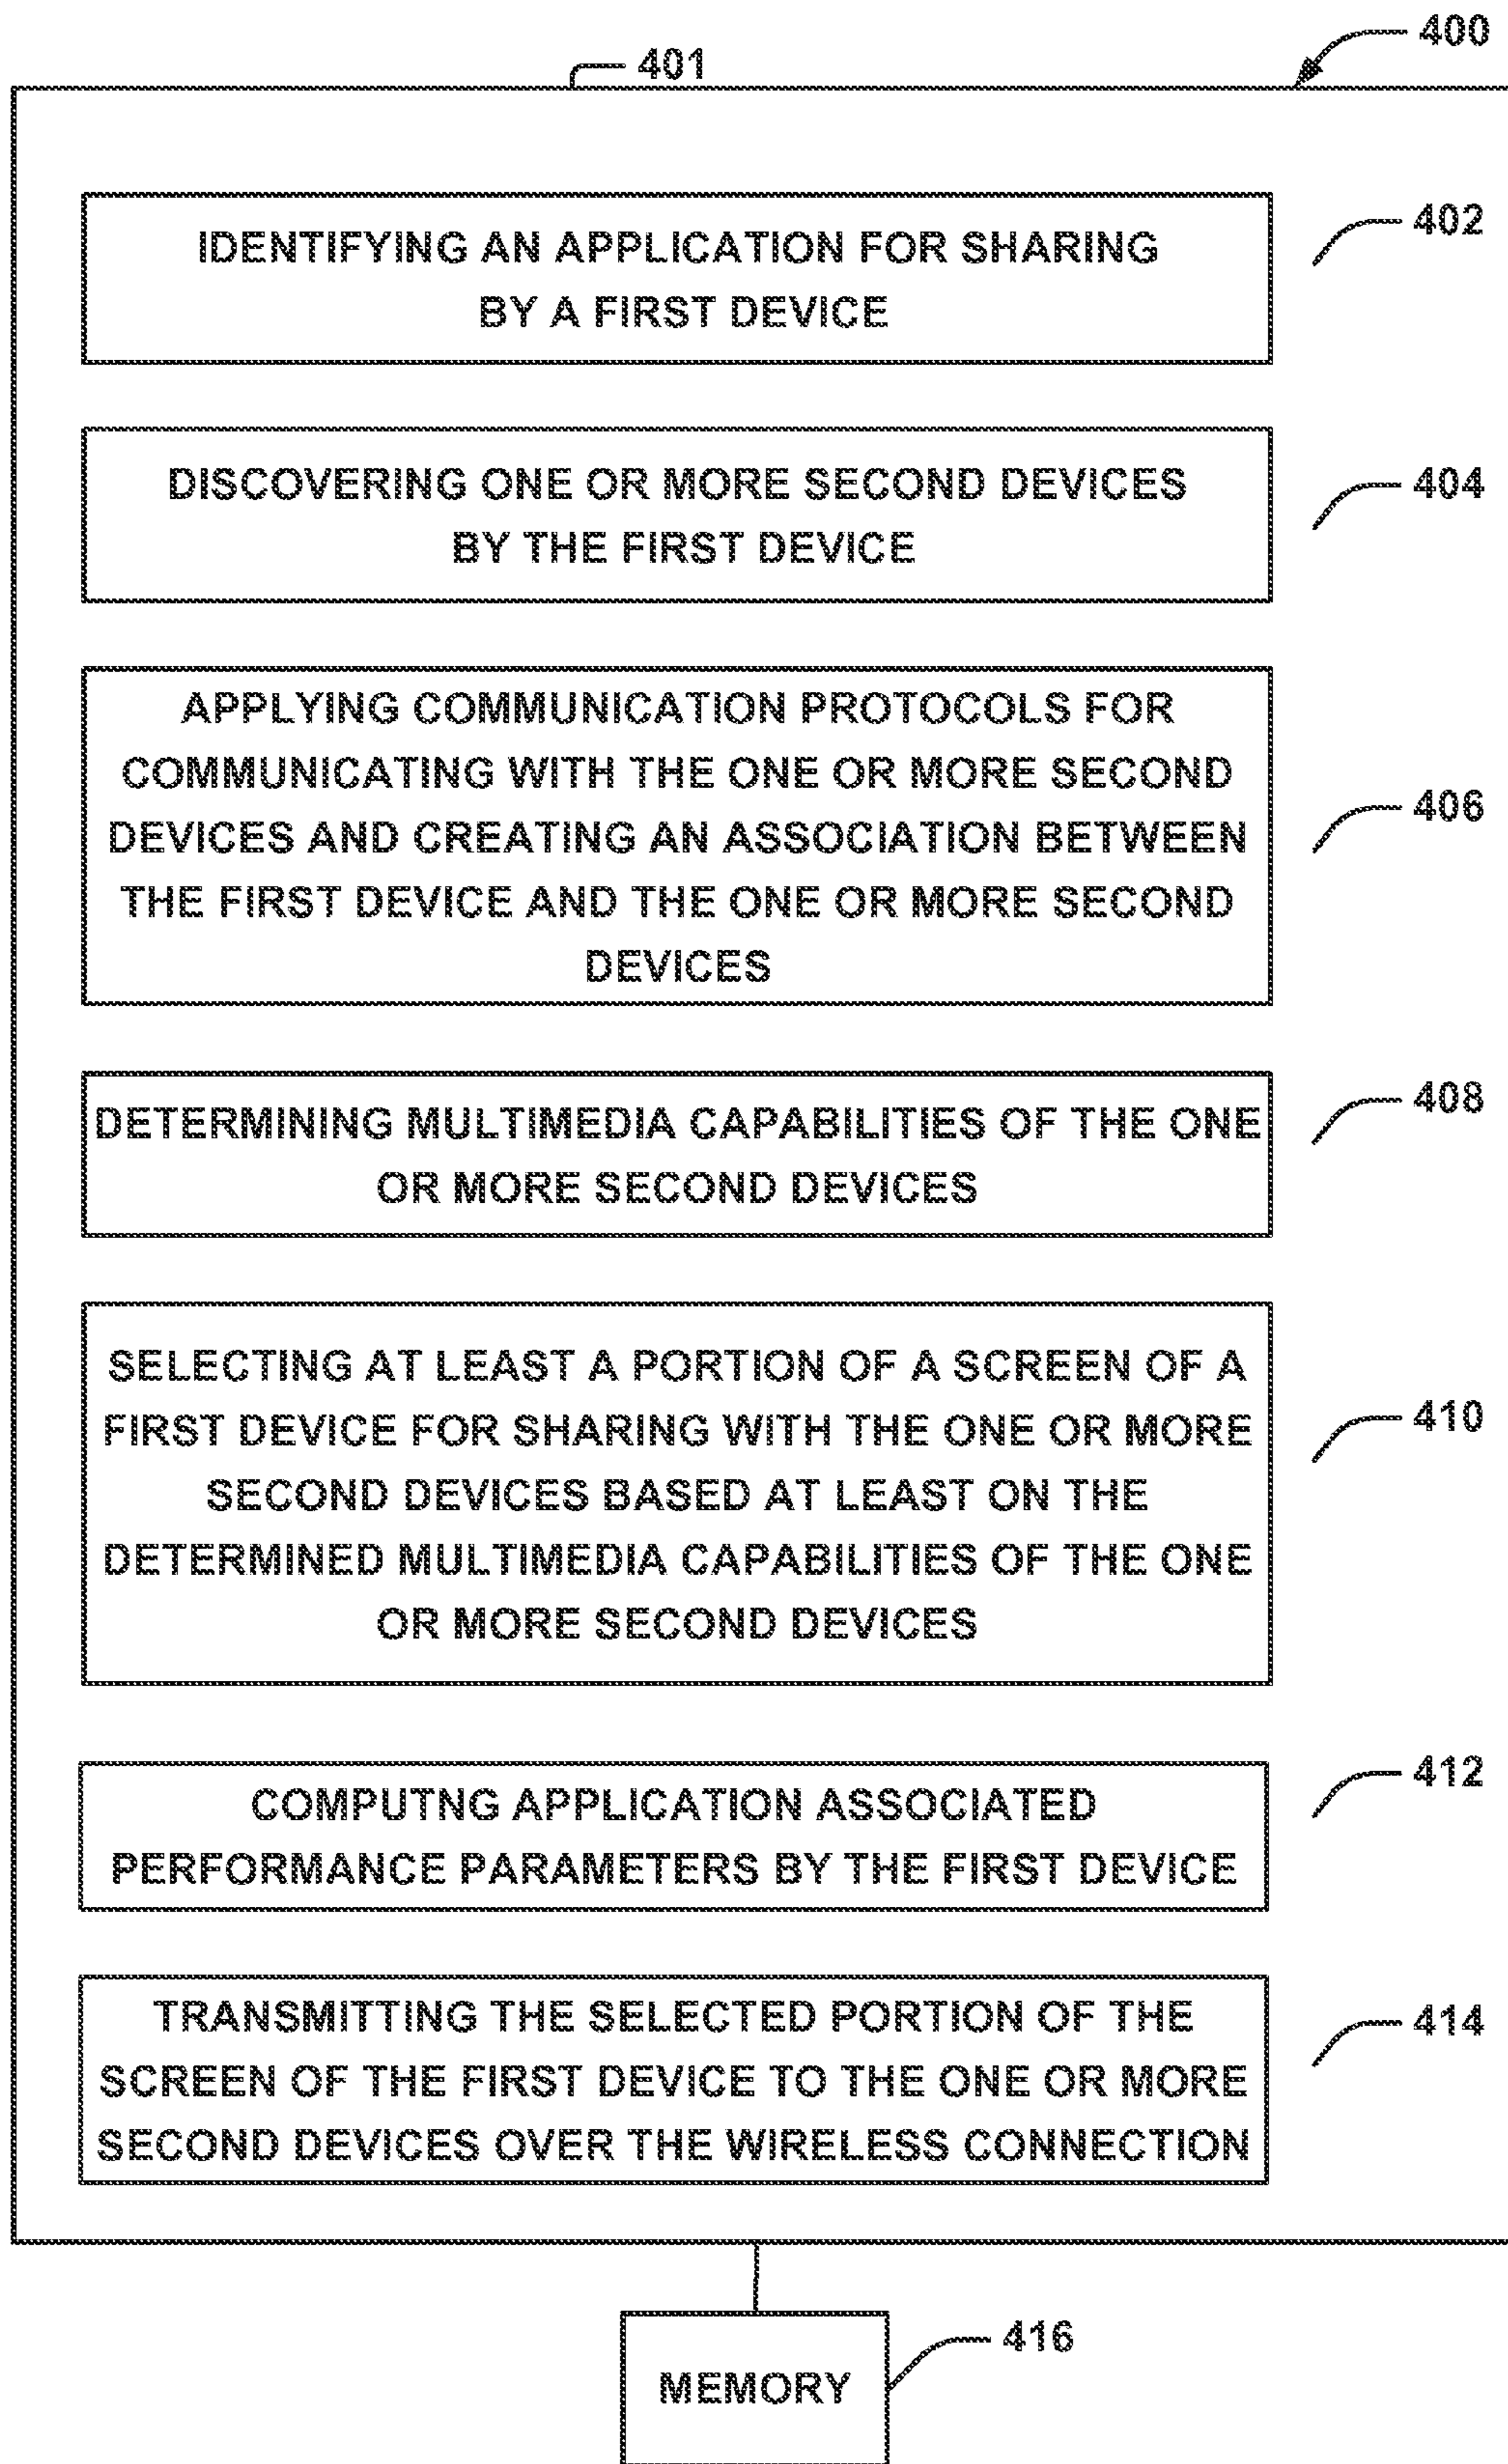 400
401
IDENTIFYING AN APPLICATION FOR SHARING
BY A FIRST DEVICE
402
DISCOVERING ONE OR MORE SECOND DEVICES
BY THE FIRST DEVICE
404
APPLYING COMMUNICATION PROTOCOLS FOR
COMMUNICATING WITH THE ONE OR MORE SECOND
DEVICES AND CREATING AN ASSOCIATION BETWEEN
THE FIRST DEVICE AND THE ONE OR MORE SECOND
DEVICES
406
DETERMINING MULTIMEDIA CAPABILITIES OF THE ONE
OR MORE SECOND DEVICES
408
SELECTING AT LEAST A PORTION OF A SCREEN OF A
FIRST DEVICE FOR SHARING WITH THE ONE OR MORE
SECOND DEVICES BASED AT LEAST ON THE
DETERMINED MULTIMEDIA CAPABILITIES OF THE ONE
OR MORE SECOND DEVICES
410
COMPUTNG APPLICATION ASSOCIATED
PERFORMANCE PARAMETERS BY THE FIRST DEVICE
412
TRANSMITTING THE SELECTED PORTION OF THE
SCREEN OF THE FIRST DEVICE TO THE ONE OR MORE
SECOND DEVICES OVER THE WIRELESS CONNECTION
414
MEMORY
416